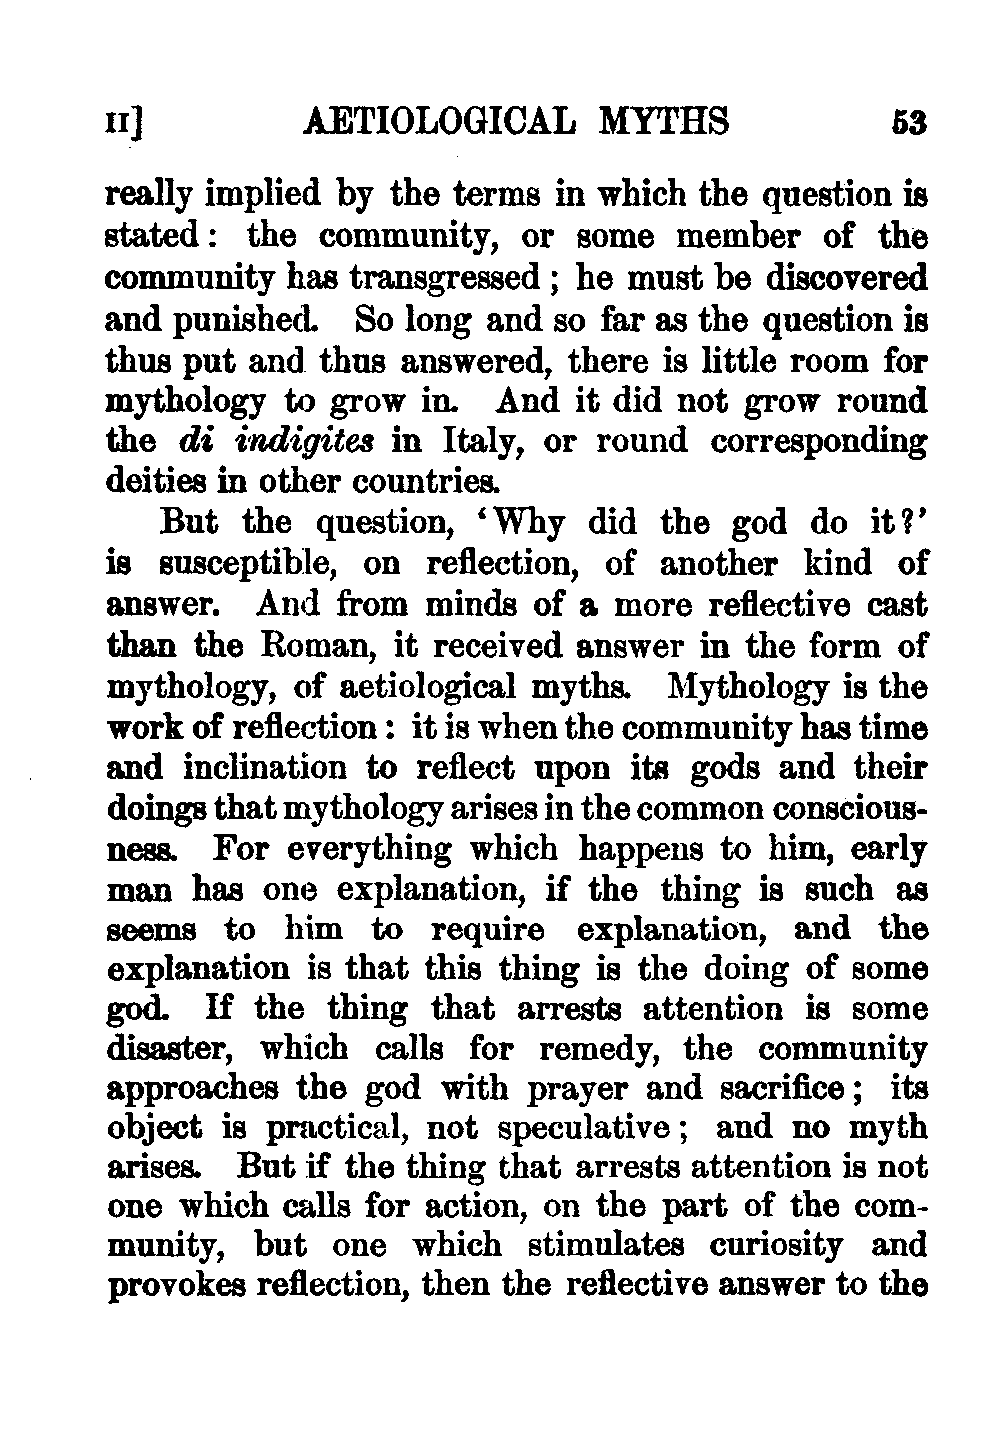 II] AETIOLOGICAL MYTHS 53
really implied by the terms in which the question is
stated : the community, or some member of the
community has transgressed ; he must be discovered
and punished. So long and so far as the question is
thus put and thus answered, there is little room for
mythology to grow in. And it did not grow round
the di indigites in Italy, or round corresponding
deities in other countries.
But the question, ‘Why did the god do it?’
is susceptible, on reflection, of another kind of
answer. And from minds of a more reflective cast
than the Roman, it received answer in the form of
mythology, of aetiological myths. Mythology is the
work of reflection : it is when the community has time
and inclination to reflect upon its gods and their
doings that mythology arises in the common conscious-
ness. For everything which happens to him, early
man has one explanation, if the thing is such as
seems to him to require explanation, and the
explanation is that this thing is the doing of some
god. If the thing that arrests attention is some
disaster, which calls for remedy, the community
approaches the god with prayer and sacrifice ; its
object is practical, not speculative ; and no myth
arises. But if the thing that arrests attention is not
one which calls for action, on the part of the com-
munity, but one which stimulates curiosity and
provokes reflection, then the reflective answer to the